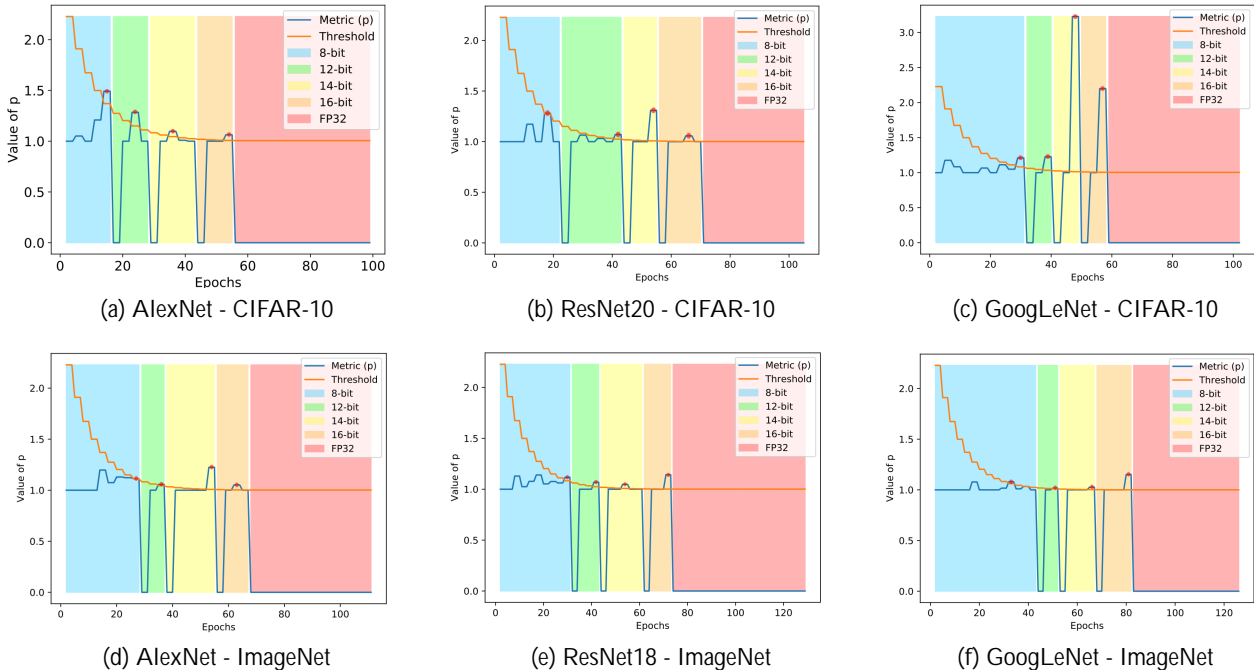 Value of p
2.0
1.5
1.0
0.5
0.0
0 20 40 60 80 100
Epochs
Metric (p)
Threshold
8-bit
12-bit
14-bit
16-bit
FP32
(a) AlexNet - CIFAR-10
Value of p
2.0
1.5
1.0
0.5
0.0
0 20 40 60 80 100
Epochs
Metric (p)
Threshold
8-bit
12-bit
14-bit
16-bit
FP32
(b) ResNet20 - CIFAR-10
Value of p
3.0
2.5
2.0
1.5
1.0
0.5
0.0
0 20 40 60 80 100
Epochs
Metric (p)
Threshold
8-bit
12-bit
14-bit
16-bit
FP32
(c) GoogLeNet - CIFAR-10
Value of p
2.0
1.5
1.0
0.5
0.0
0 20 40 60 80 100
Epochs
Metric (p)
Threshold
8-bit
12-bit
14-bit
16-bit
FP32
(d) AlexNet - ImageNet
Value of p
2.0
1.5
1.0
0.5
0.0
0 20 40 60 80 100 120
Epochs
Metric (p)
Threshold
8-bit
12-bit
14-bit
16-bit
FP32
(e) ResNet18 - ImageNet
Value of p
2.0
1.5
1.0
0.5
0.0
0 20 40 60 80 100 120
Epochs
Metric (p)
Threshold
8-bit
12-bit
14-bit
16-bit
FP32
(f) GoogLeNet - ImageNet